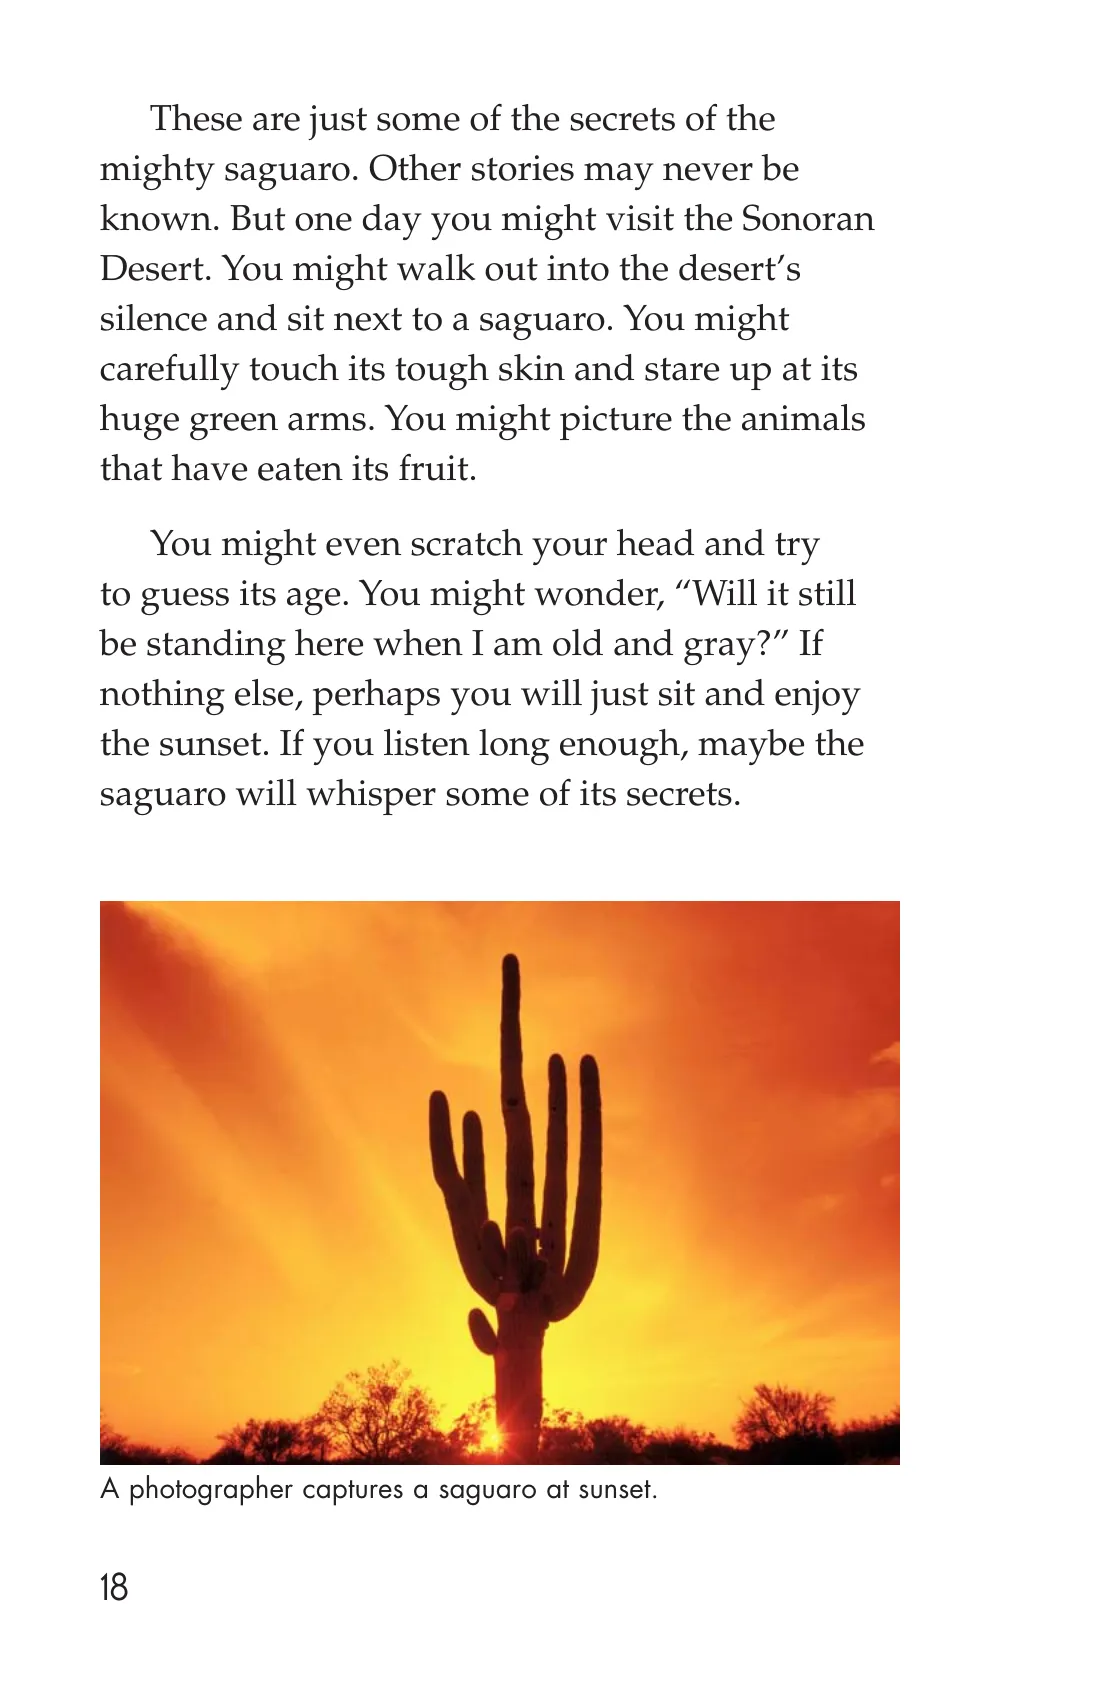 These are just some of the secrets of the
mighty saguaro. Other stories may never be
known. But one day you might visit the Sonoran
Desert. You might walk out into the desert’s
silence and sit next to a saguaro. You might
carefully touch its tough skin and stare up at its
huge green arms. You might picture the animals
that have eaten its fruit.
You might even scratch your head and try
to guess its age. You might wonder, “Will it still
be standing here when I am old and gray?” If
nothing else, perhaps you will just sit and enjoy
the sunset. If you listen long enough, maybe the
saguaro will whisper some of its secrets.
A photographer captures a saguaro at sunset.
18